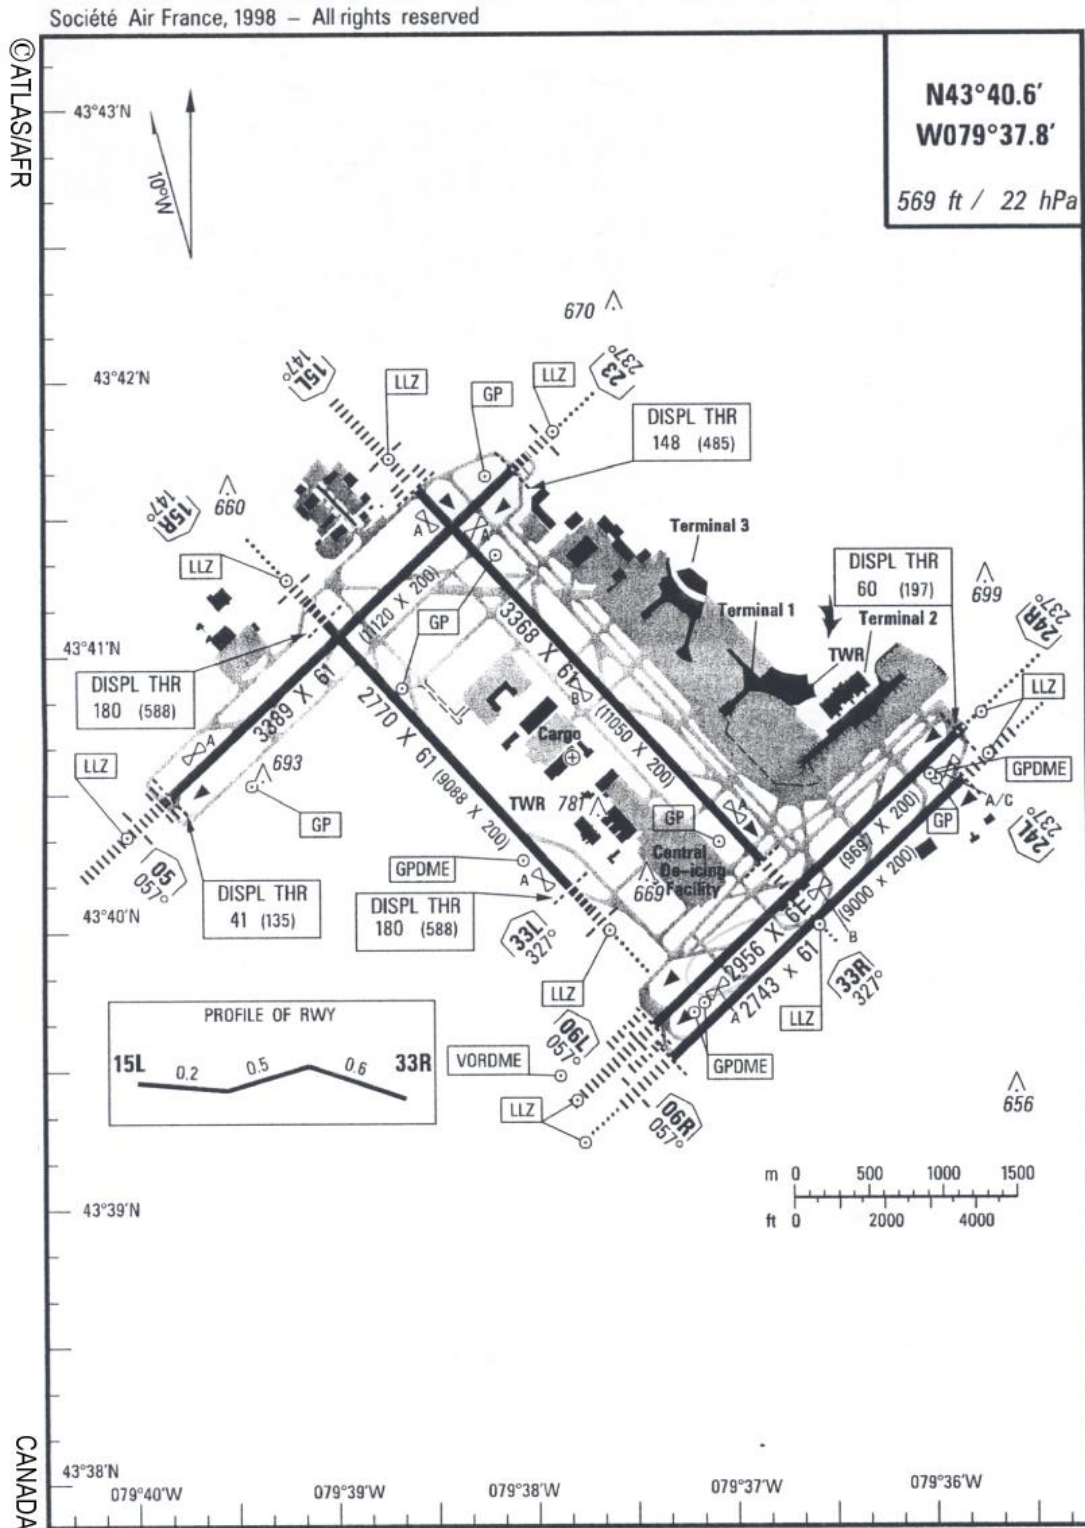 Société Air France, 1998 – All rights reserved
©ATLAS/AFR
N43°40.6'
W079°37.8'
569 ft / 22 hPa
43°43'N
10°W
670
43°42'N
15L
147°
LLZ
GP
LLZ
23
237°
DISPL THR
148 (485)
15R
147°
660
A
A
Terminal 3
LLZ
DISPL THR
60 (197)
699
24R
237°
(11120 X 200)
GP
3368 X 61
Terminal 1
Terminal 2
TWR
43°41'N
DISPL THR
180 (588)
3389 X 61
2770 X 61 (9088 X 200)
B
(11050 X 200)
LLZ
Cargo
A
LLZ
693
GPDME
TWR
781
GP
GP
A
A/C
24L
237°
GP
05
057°
GPDME
A
Central
De-icing
Facility
669
(9697 X 200)
(9000 X 200)
43°40'N
DISPL THR
41 (135)
DISPL THR
180 (588)
33L
327°
2956 X 61
2743 X 61
B
33R
327°
LLZ
A
LLZ
PROFILE OF RWY
15L
0.2
0.5
0.6
33R
06L
057°
VORDME
GPDME
LLZ
06R
057°
656
m 0 500 1000 1500
ft 0 2000 4000
43°39'N
43°38'N
079°40'W
079°39'W
079°38'W
079°37'W
079°36'W
CANADA